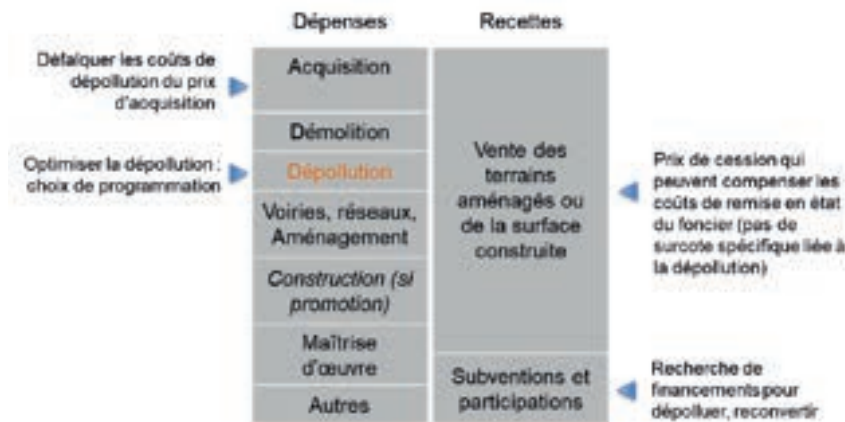 Dépenses
Recettes
Défalquer les coûts de
dépollution du prix
d'acquisition
Optimiser la dépollution :
choix de programmation
Acquisition
Démolition
Dépollution
Voiries, réseaux,
Aménagement
Construction (si
promotion)
Maîtrise
d'œuvre
Autres
Vente des
terrains
aménagés ou
de la surface
construite
Subventions et
participations
Prix de cession qui
peuvent compenser les
coûts de remise en état
du foncier (pas de
surcote spécifique liée à
la dépollution)
Recherche de
financements pour
dépolluer, reconvertir